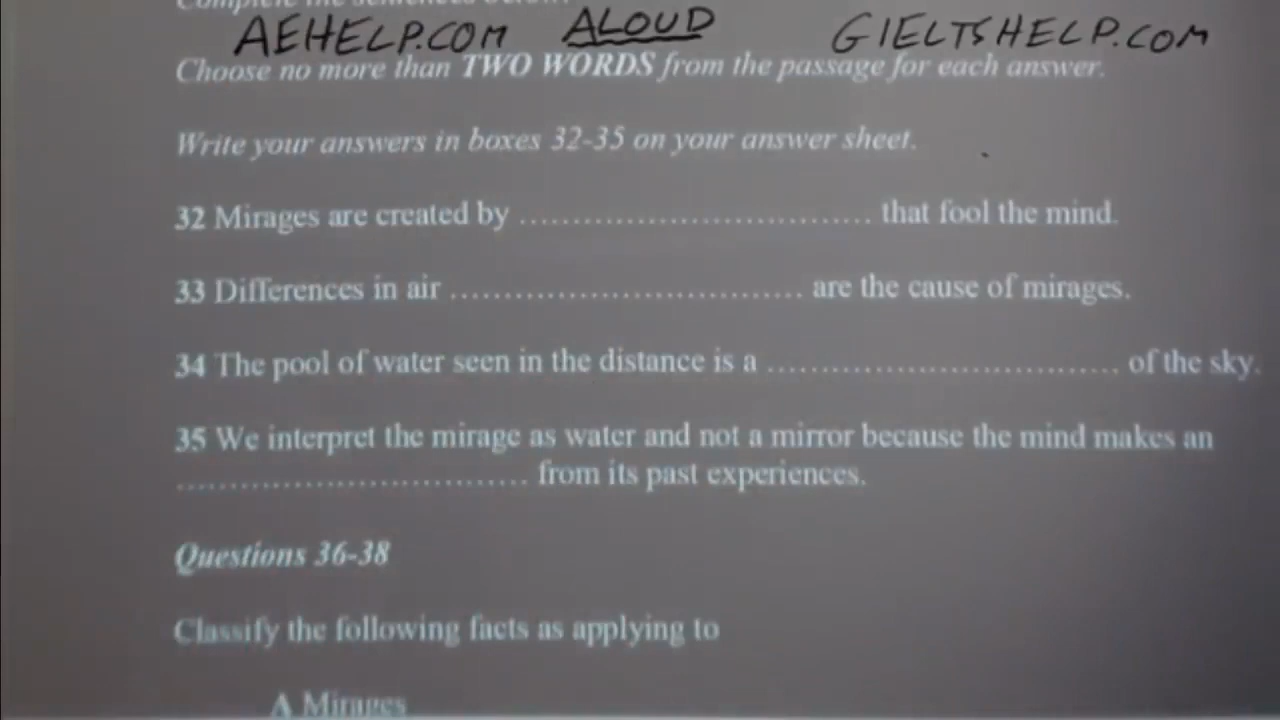 Complete the sentences below.
AEHELP.COM ALOUD GIELTSHELP.COM
Choose no more than TWO WORDS from the passage for each answer.
Write your answers in boxes 32-35 on your answer sheet.
32 Mirages are created by .................................. that fool the mind.
33 Differences in air .................................. are the cause of mirages.
34 The pool of water seen in the distance is a .................................. of the sky.
35 We interpret the mirage as water and not a mirror because the mind makes an
.................................. from its past experiences.
Questions 36-38
Classify the following facts as applying to
A Mirages